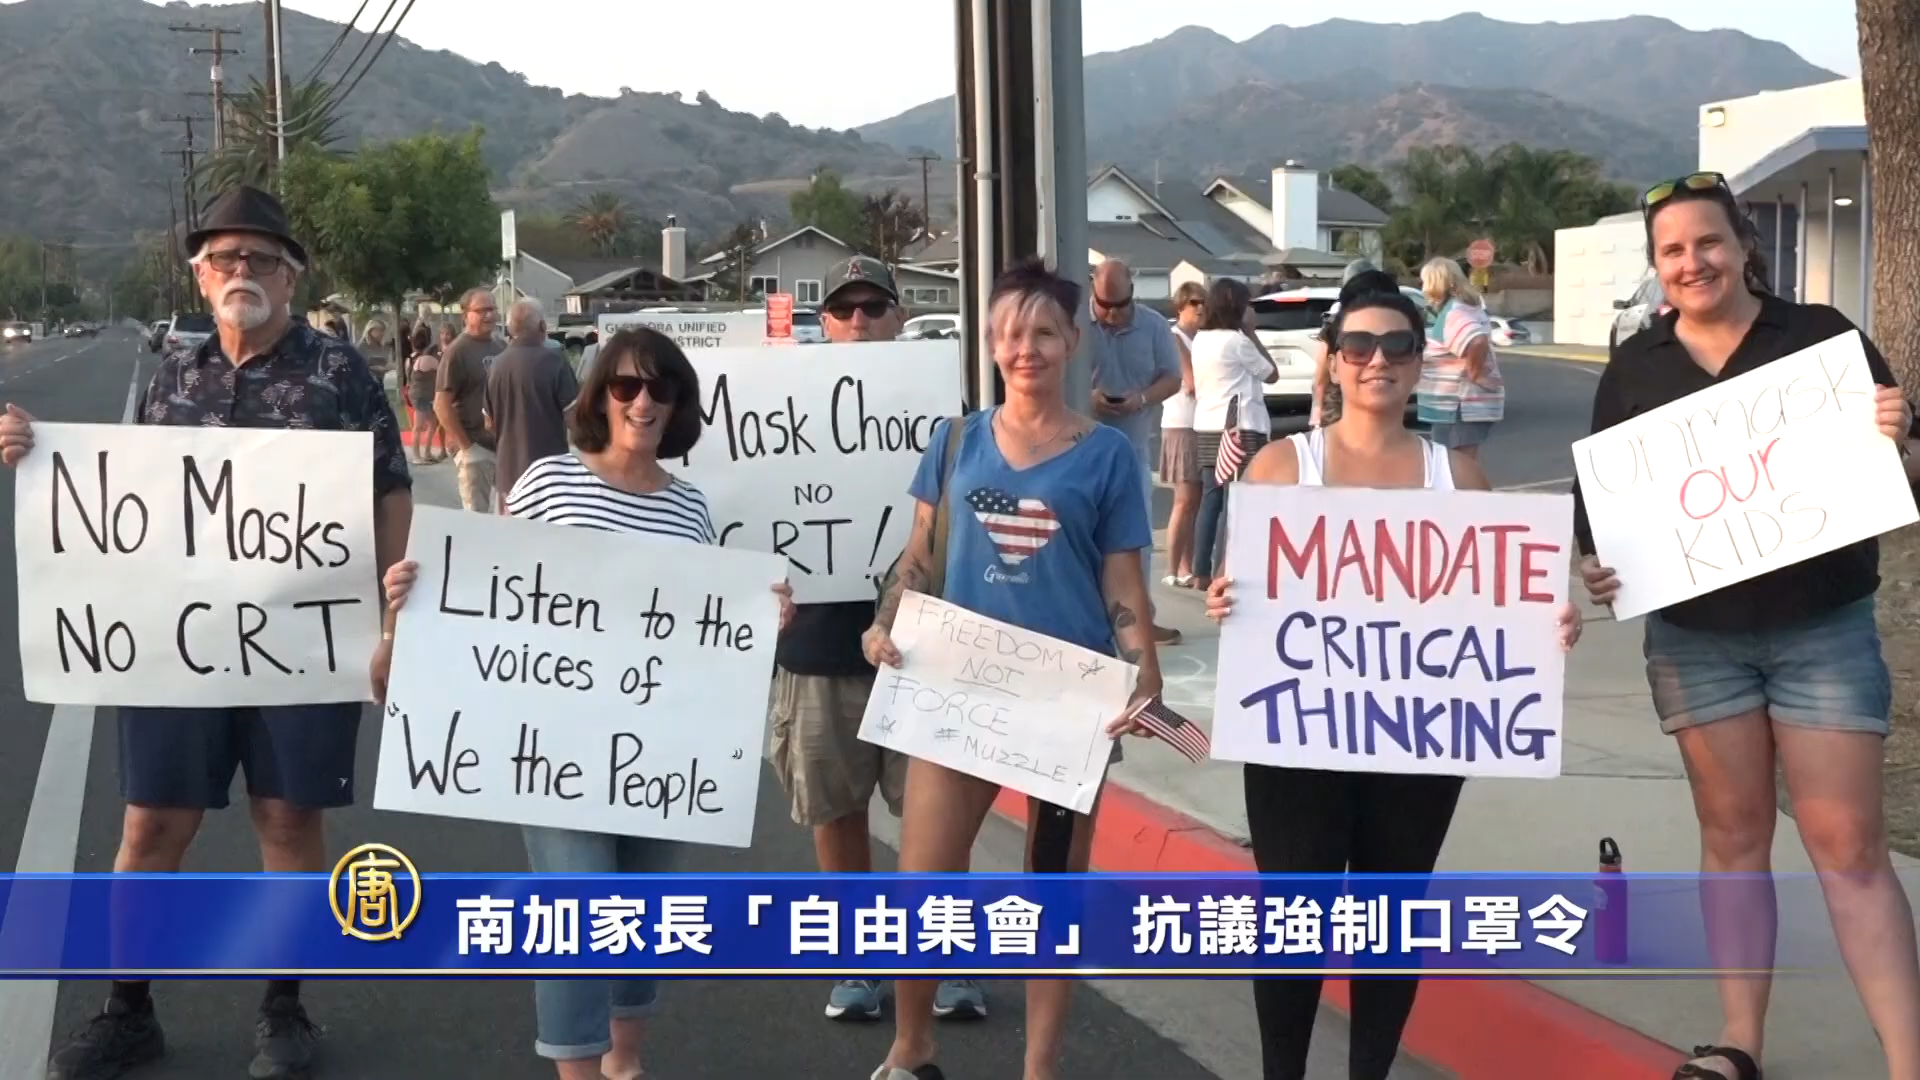 GLENDORA UNIFIED
DISTRICT
No Masks
No C.R.T
Listen to the
voices of
"We the People"
Mask Choice
NO
C.R.T!
FREEDOM
NOT
FORCE
#MUZZLE!
MANDATE
CRITICAL
THINKING
unmask
our
KIDS
唐
南加家長「自由集會」 抗議強制口罩令